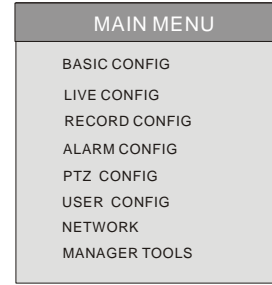 MAIN MENU
BASIC CONFIG
LIVE CONFIG
RECORD CONFIG
ALARM CONFIG
PTZ CONFIG
USER CONFIG
NETWORK
MANAGER TOOLS